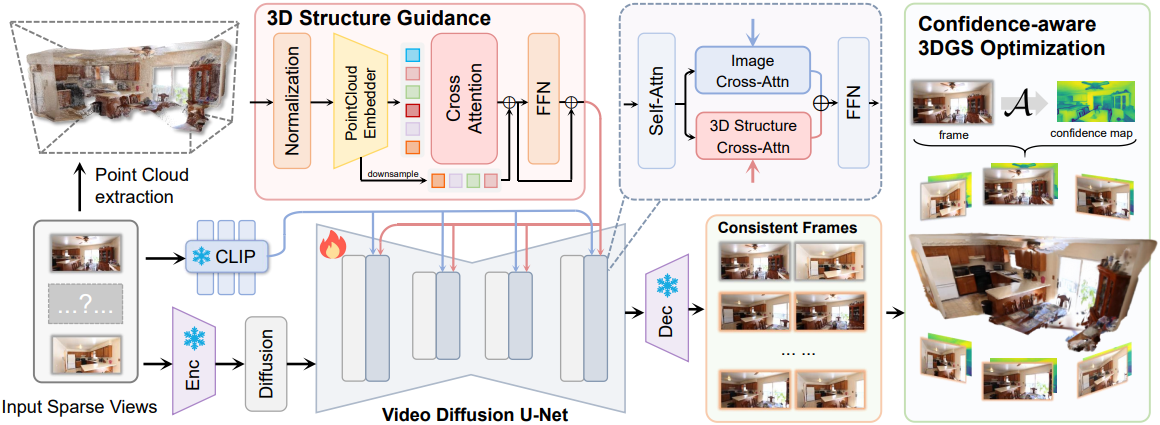 3D Structure Guidance
Normalization
PointCloud
Embedder
Cross
Attention
FFN
downsample
Self-Attn
Image
Cross-Attn
3D Structure
Cross-Attn
FFN
Confidence-aware
3DGS Optimization
A
frame
confidence map
Point Cloud
extraction
CLIP
...?...
Enc
Diffusion
Input Sparse Views
Video Diffusion U-Net
Dec
Consistent Frames
... ...